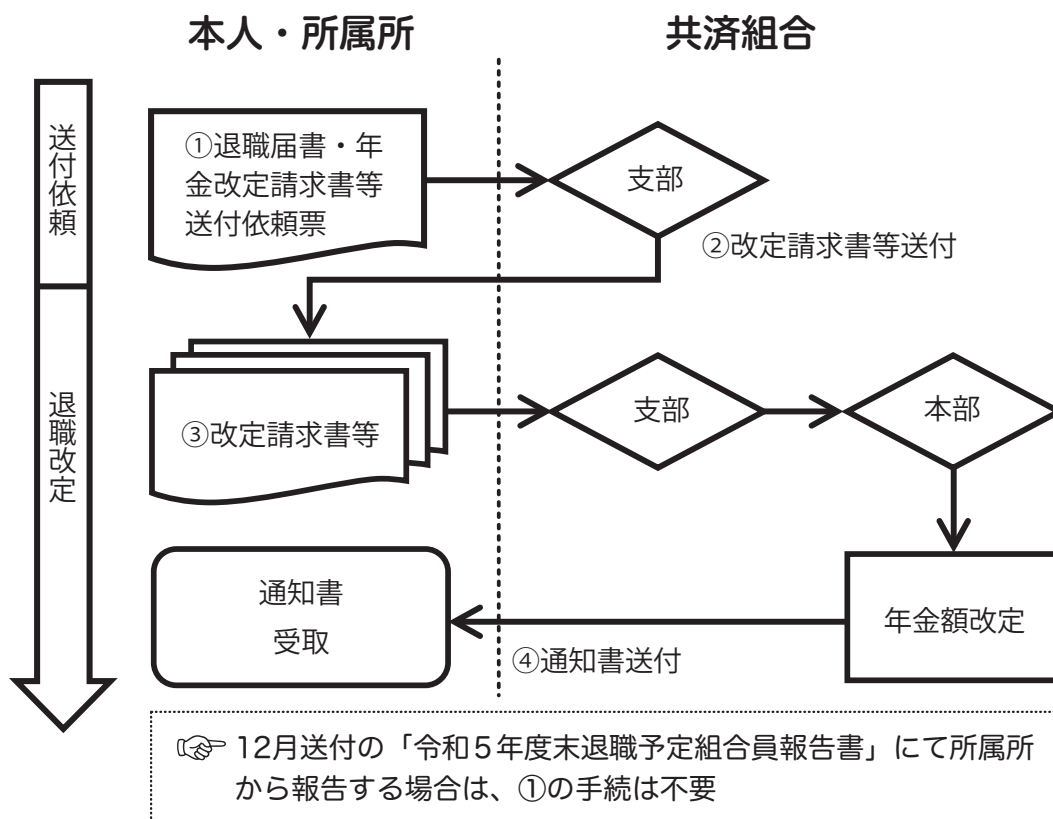 本人・所属所
共済組合
送付依頼
①退職届書・年
金改定請求書等
送付依頼票
支部
②改定請求書等送付
退職改定
③改定請求書等
支部
本部
通知書
受取
年金額改定
④通知書送付
☞ 12月送付の「令和５年度末退職予定組合員報告書」にて所属所
から報告する場合は、①の手続は不要